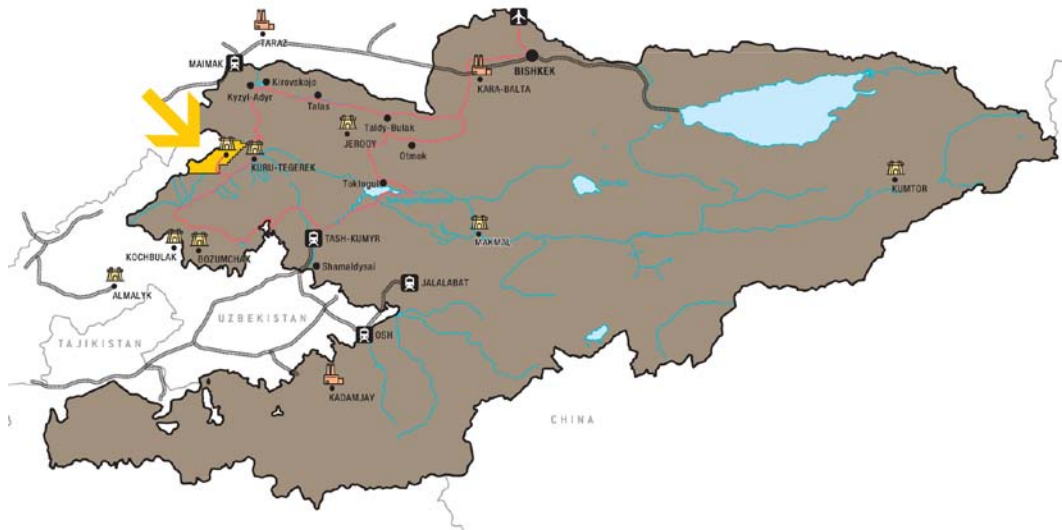 TARAZ
MAIMAK
BISHKEK
Kirovskojo
Kyzyl-Adyr
KARA-BALTA
Talas
Taldy-Bulak
JEROOY
Otmok
KURU-TEGEREK
Toktogul
KUMTOR
MAKMAL
TASH-KUMYR
KOCHBULAK
BOZUMCHAK
Shamaldysai
JALALABAT
ALMALYK
UZBEKISTAN
TAJIKISTAN
OSH
KADAMJAY
CHINA